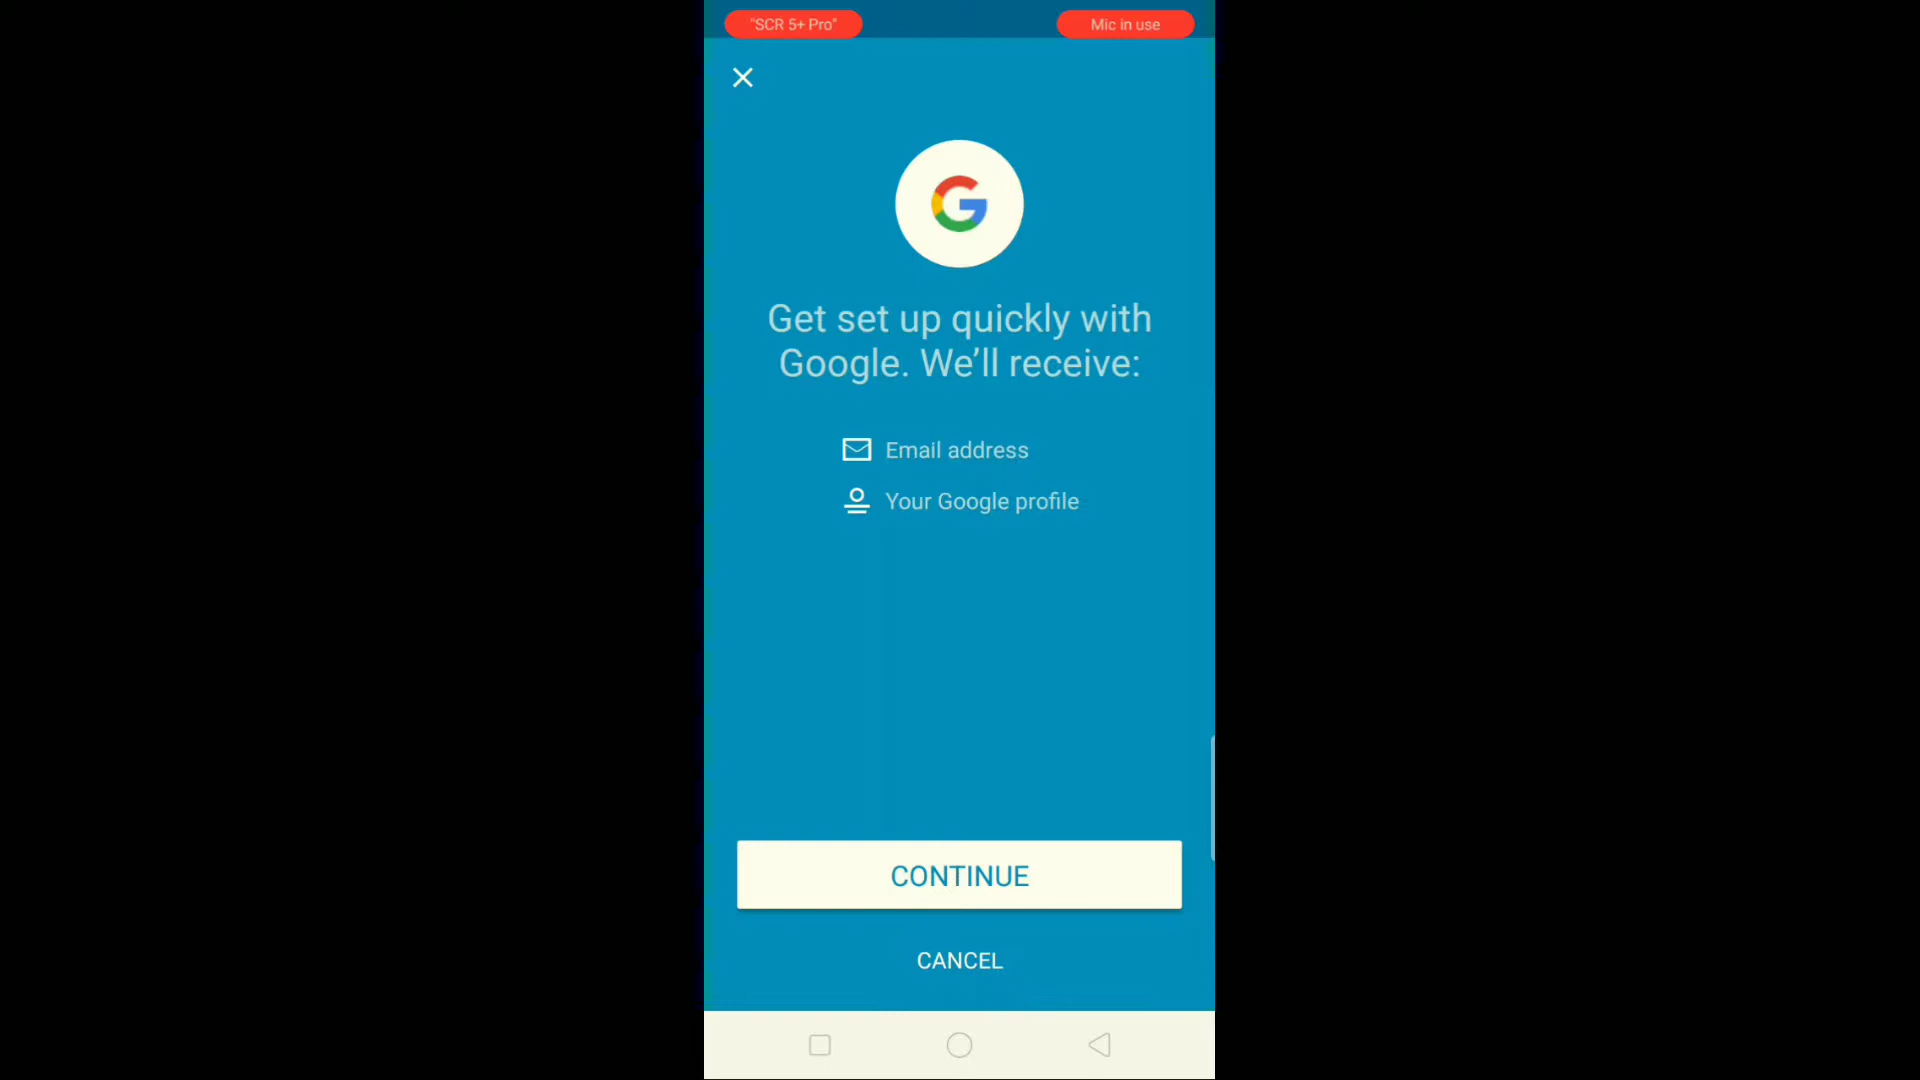 "SCR 5+ Pro"
Mic in use
Get set up quickly with
Google. We’ll receive:
Email address
Your Google profile
CONTINUE
CANCEL